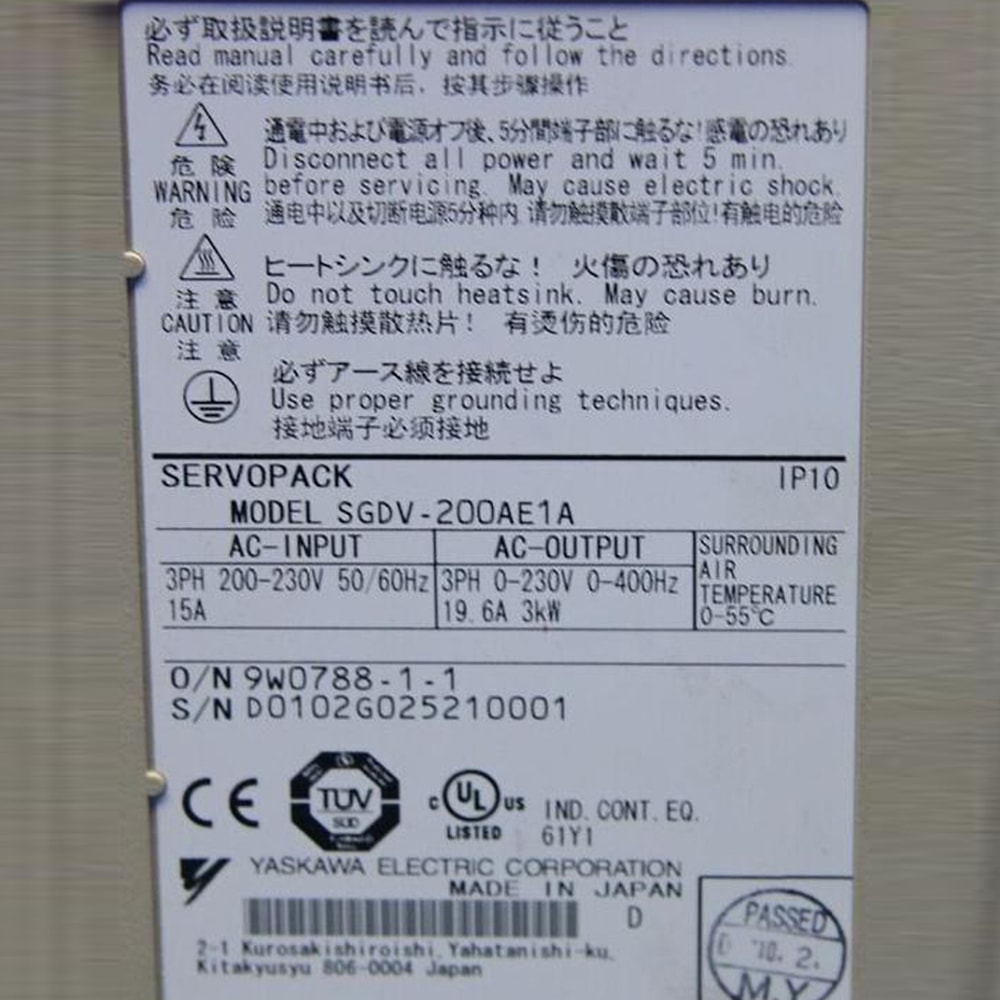 必ず取扱説明書を読んで指示に従うこと
Read manual carefully and follow the directions.
务必在阅读使用说明书后，按其步骤操作
危険
WARNING
危险
通電中および電源オフ後、5分間端子部に触るな!感電の恐れあり
Disconnect all power and wait 5 min.
before servicing. May cause electric shock.
通电中以及切断电源5分钟内,请勿触摸散端子部位!有触电的危险
注意
CAUTION
注意
ヒートシンクに触るな! 火傷の恐れあり
Do not touch heatsink. May cause burn.
请勿触摸散热片! 有烫伤的危险
必ずアース線を接続せよ
Use proper grounding techniques.
接地端子必须接地
SERVOPACK IP10
MODEL SGDV-200AE1A
AC-INPUT
3PH 200-230V 50/60Hz
15A
AC-OUTPUT
3PH 0-230V 0-400Hz
19.6A 3kW
SURROUNDING
AIR
TEMPERATURE
0-55℃
O/N 9W0788-1-1
S/N D0102G025210001
CE
TUV
SUD
c UL us
LISTED
IND. CONT. EQ.
61Y1
YASKAWA ELECTRIC CORPORATION
MADE IN JAPAN
D
2-1 Kurosakishiroishi, Yahatanishi-ku,
Kitakyusyu 806-0004 Japan
PASSED
2.
M.Y